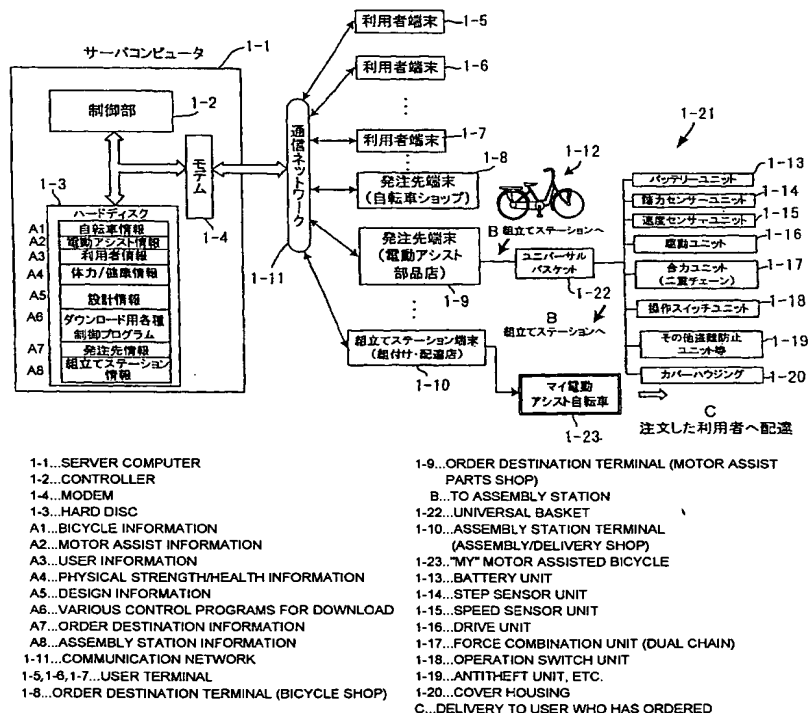 サーバコンピュータ
1-1
制御部
1-2
モデム
1-4
1-3
ハードディスク
A1 自転車情報
A2 電動アシスト情報
A3 利用者情報
A4 体力/健康情報
A5 設計情報
A6 ダウンロード用各種
制御プログラム
A7 発注先情報
A8 組立てステーション
情報
通信ネットワーク
1-11
利用者端末
1-5
利用者端末
1-6
利用者端末
1-7
1-8
発注先端末
(自転車ショップ)
1-12
B 組立てステーションへ
発注先端末
(電動アシスト
部品店)
1-9
ユニバーサル
バスケット
1-22
B
組立てステーションへ
組立てステーション端末
(組付け・配達店)
1-10
マイ電動
アシスト自転車
1-23
1-21
バッテリーユニット
1-13
踏力センサーユニット
1-14
速度センサーユニット
1-15
駆動ユニット
1-16
合力ユニット
(二重チェーン)
1-17
操作スイッチユニット
1-18
その他盗難防止
ユニット等
1-19
カバーハウジング
1-20
C
注文した利用者へ配達
1-1...SERVER COMPUTER
1-2...CONTROLLER
1-4...MODEM
1-3...HARD DISC
A1...BICYCLE INFORMATION
A2...MOTOR ASSIST INFORMATION
A3...USER INFORMATION
A4...PHYSICAL STRENGTH/HEALTH INFORMATION
A5...DESIGN INFORMATION
A6...VARIOUS CONTROL PROGRAMS FOR DOWNLOAD
A7...ORDER DESTINATION INFORMATION
A8...ASSEMBLY STATION INFORMATION
1-11...COMMUNICATION NETWORK
1-5,1-6,1-7...USER TERMINAL
1-8...ORDER DESTINATION TERMINAL (BICYCLE SHOP)
1-9...ORDER DESTINATION TERMINAL (MOTOR ASSIST
PARTS SHOP)
B...TO ASSEMBLY STATION
1-22...UNIVERSAL BASKET
1-10...ASSEMBLY STATION TERMINAL
(ASSEMBLY/DELIVERY SHOP)
1-23..."MY" MOTOR ASSISTED BICYCLE
1-13...BATTERY UNIT
1-14...STEP SENSOR UNIT
1-15...SPEED SENSOR UNIT
1-16...DRIVE UNIT
1-17...FORCE COMBINATION UNIT (DUAL CHAIN)
1-18...OPERATION SWITCH UNIT
1-19...ANTITHEFT UNIT, ETC.
1-20...COVER HOUSING
C...DELIVERY TO USER WHO HAS ORDERED